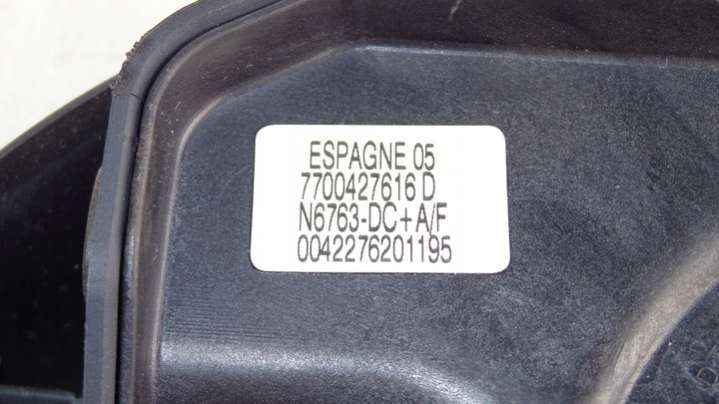 ESPAGNE 05
7700427616 D
N6763-DC+A/F
0042276201195